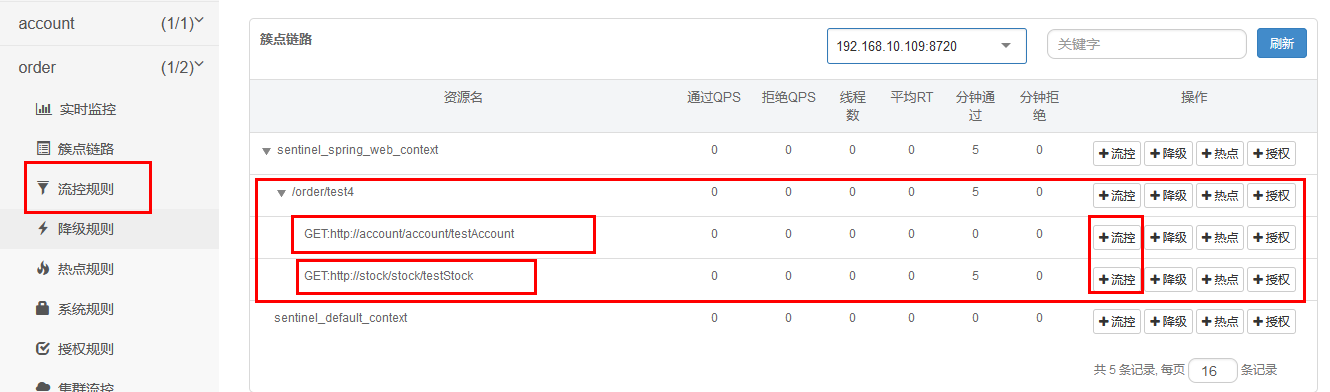 account (1/1)
order (1/2)
实时监控
簇点链路
流控规则
降级规则
热点规则
系统规则
授权规则
集群流控
簇点链路 192.168.10.109:8720 关键字 刷新
资源名 通过QPS 拒绝QPS 线程数 平均RT 分钟通过 分钟拒绝 操作
sentinel_spring_web_context 0 0 0 0 5 0 流控 降级 热点 授权
/order/test4 0 0 0 0 5 0 流控 降级 热点 授权
GET:http://account/account/testAccount 0 0 0 0 0 0 流控 降级 热点 授权
GET:http://stock/stock/testStock 0 0 0 0 5 0 流控 降级 热点 授权
sentinel_default_context 0 0 0 0 0 0 流控 降级 热点 授权
共 5 条记录, 每页 16 条记录